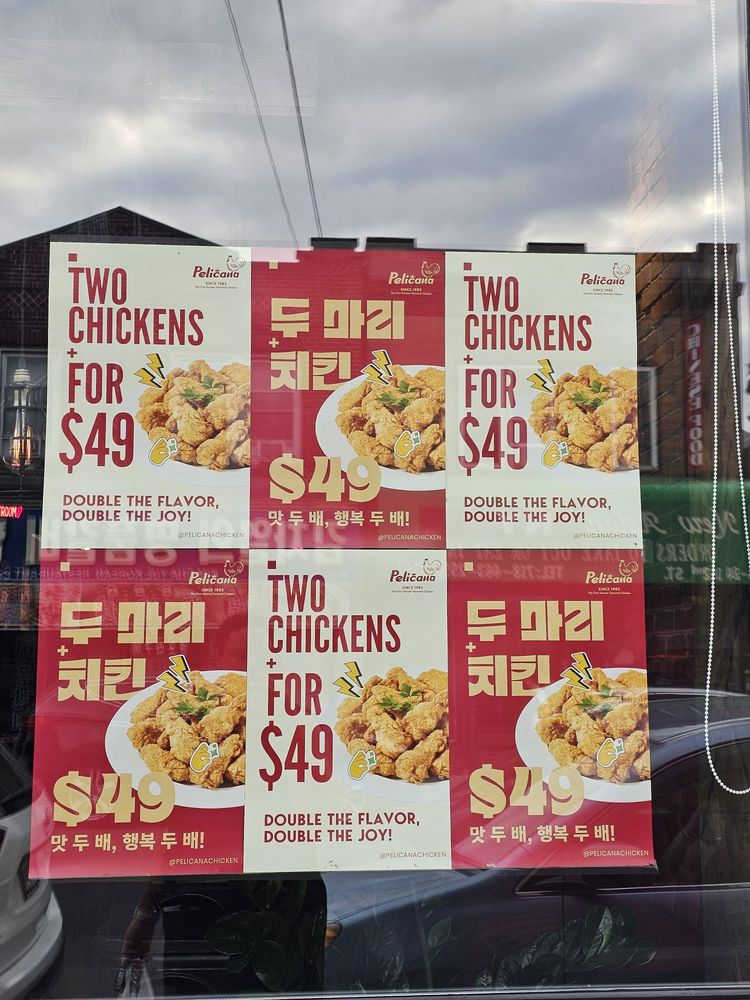 Pelicana
SINCE 1982
TWO
CHICKENS
+
FOR
$49
DOUBLE THE FLAVOR,
DOUBLE THE JOY!
@PELICANACHICKEN
Pelicana
SINCE 1982
두 마리
+
치킨
$49
맛 두 배, 행복 두 배!
@PELICANACHICKEN
Pelicana
SINCE 1982
TWO
CHICKENS
+
FOR
$49
DOUBLE THE FLAVOR,
DOUBLE THE JOY!
@PELICANACHICKEN
Pelicana
SINCE 1982
두 마리
+
치킨
$49
맛 두 배, 행복 두 배!
@PELICANACHICKEN
Pelicana
SINCE 1982
TWO
CHICKENS
+
FOR
$49
DOUBLE THE FLAVOR,
DOUBLE THE JOY!
@PELICANACHICKEN
Pelicana
SINCE 1982
두 마리
+
치킨
$49
맛 두 배, 행복 두 배!
@PELICANACHICKEN
CHINESE FOOD